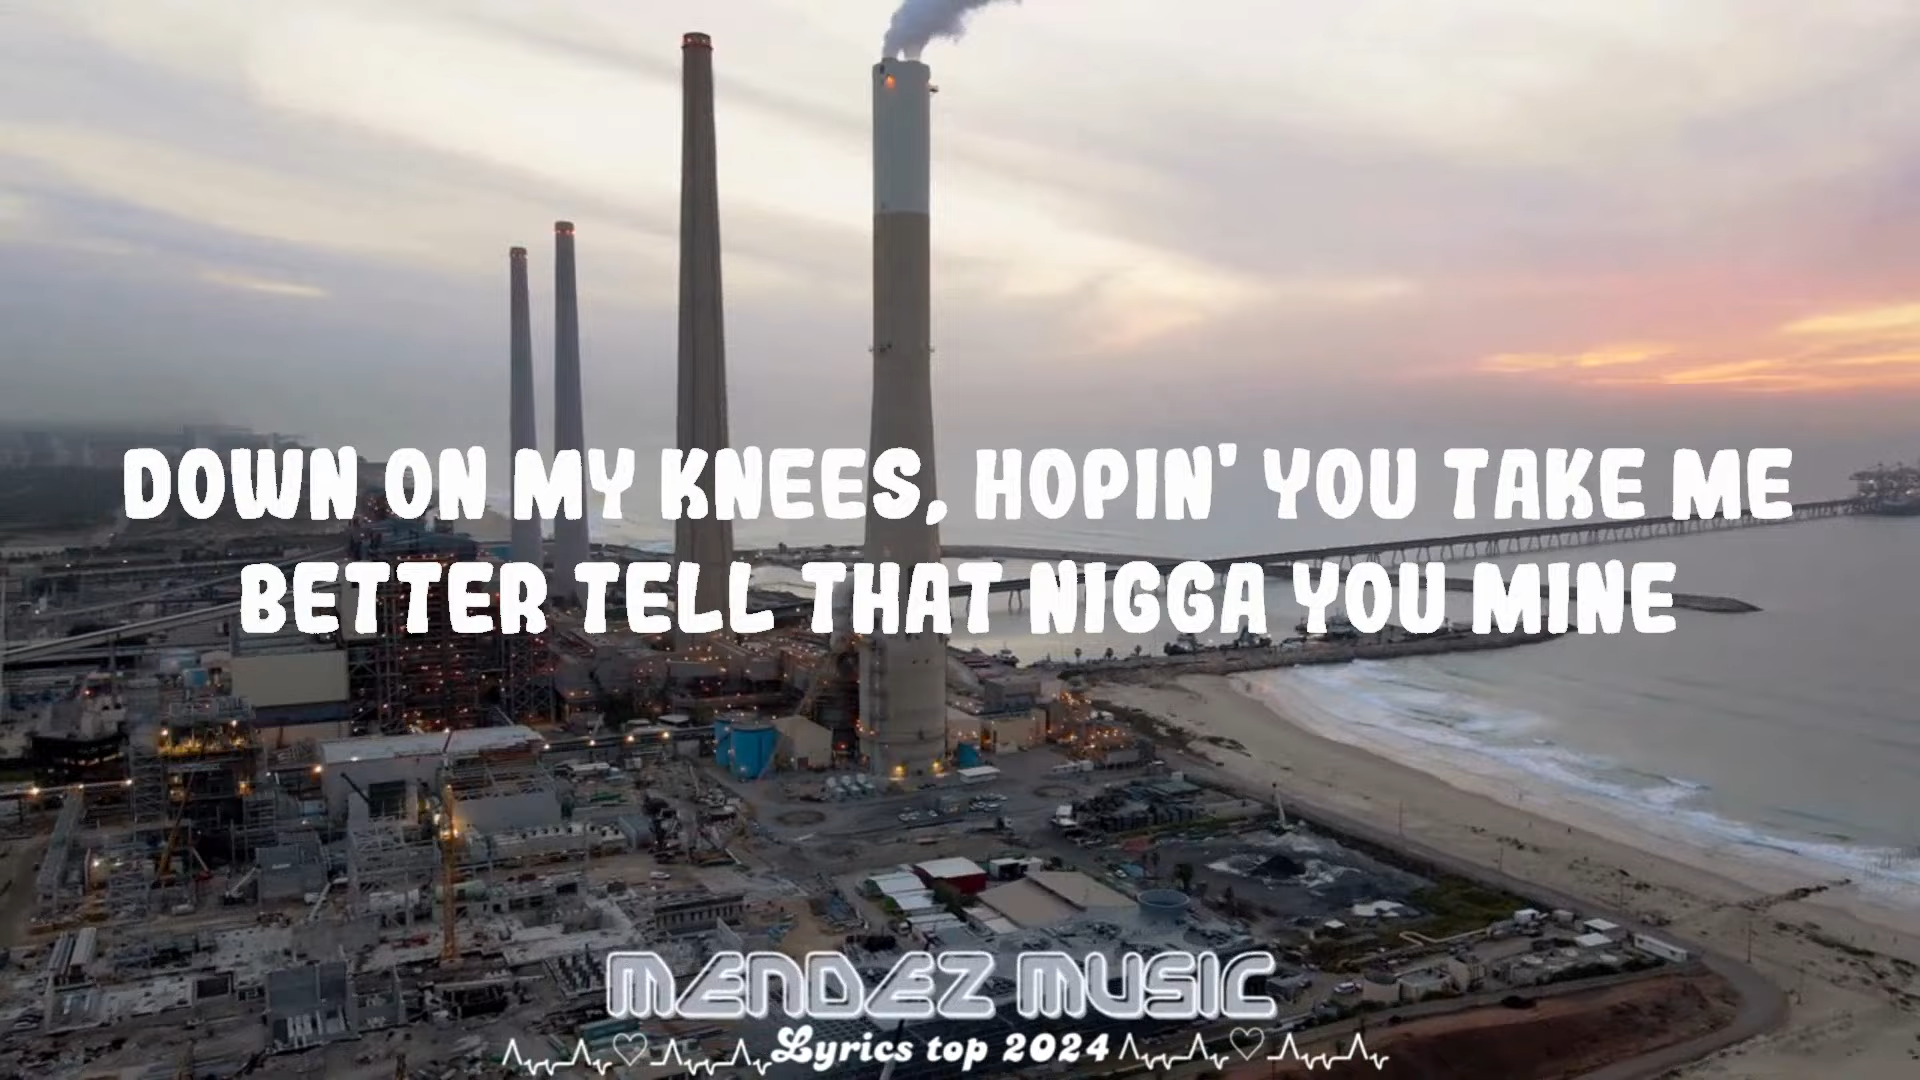 DOWN ON MY KNEES, HOPIN' YOU TAKE ME
BETTER TELL THAT NIGGA YOU MINE
MENDEZ MUSIC
Lyrics top 2024